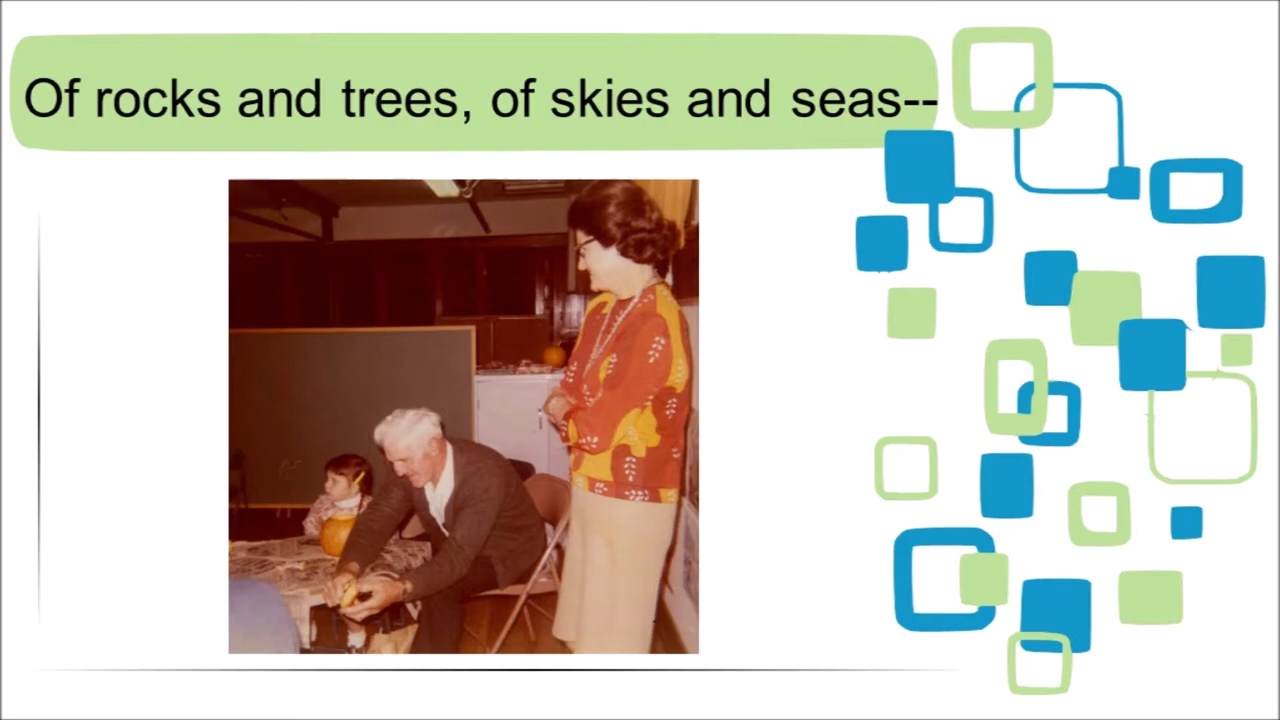 Of rocks and trees, of skies and seas--